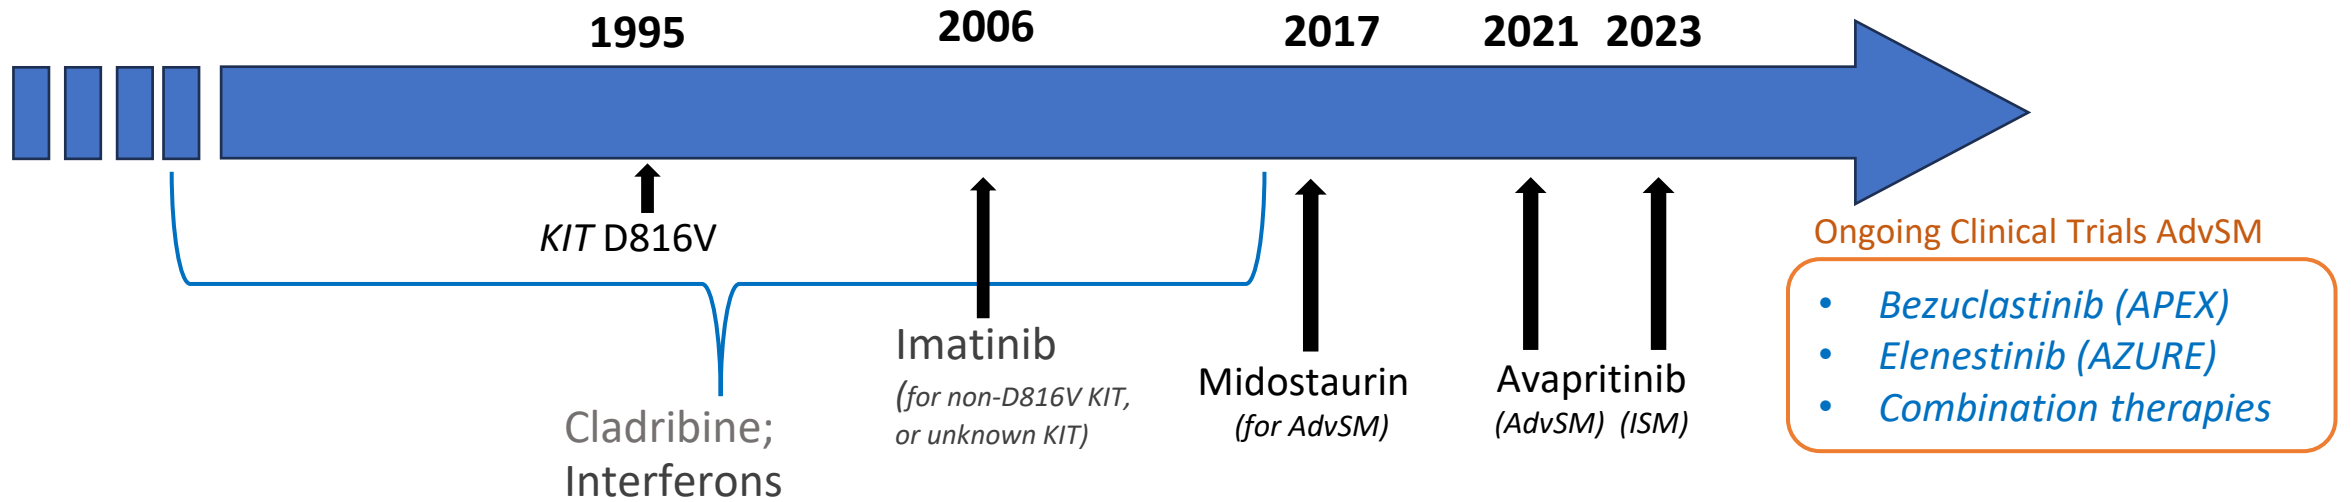 1995
2006
2017
2021
2023
KIT D816V
Cladribine;
Interferons
Imatinib
(for non-D816V KIT,
or unknown KIT)
Midostaurin
(for AdvSM)
Avapritinib
(AdvSM) (ISM)
Ongoing Clinical Trials AdvSM
• Bezuclastinib (APEX)
• Elenestinib (AZURE)
• Combination therapies